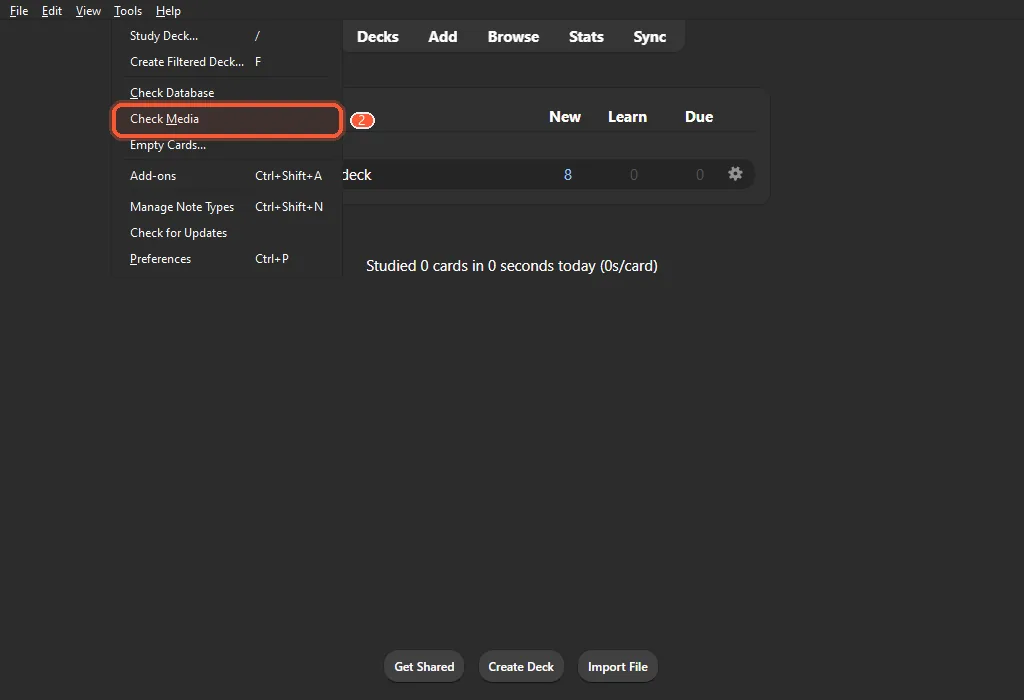 File Edit View Tools Help
Study Deck... /
Create Filtered Deck... F
Check Database
Check Media
Empty Cards...
Add-ons Ctrl+Shift+A
Manage Note Types Ctrl+Shift+N
Check for Updates
Preferences Ctrl+P
2
Decks Add Browse Stats Sync
New Learn Due
deck 8 0 0
Studied 0 cards in 0 seconds today (0s/card)
Get Shared Create Deck Import File